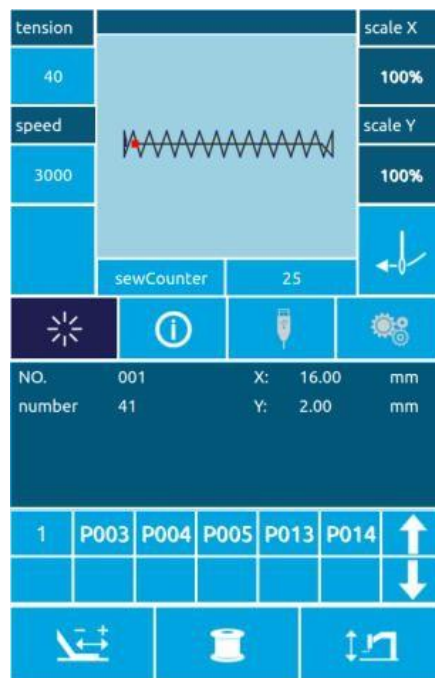 tension
scale X
40
100%
speed
scale Y
3000
100%
sewCounter 25
NO. 001 X: 16.00 mm
number 41 Y: 2.00 mm
1 P003 P004 P005 P013 P014